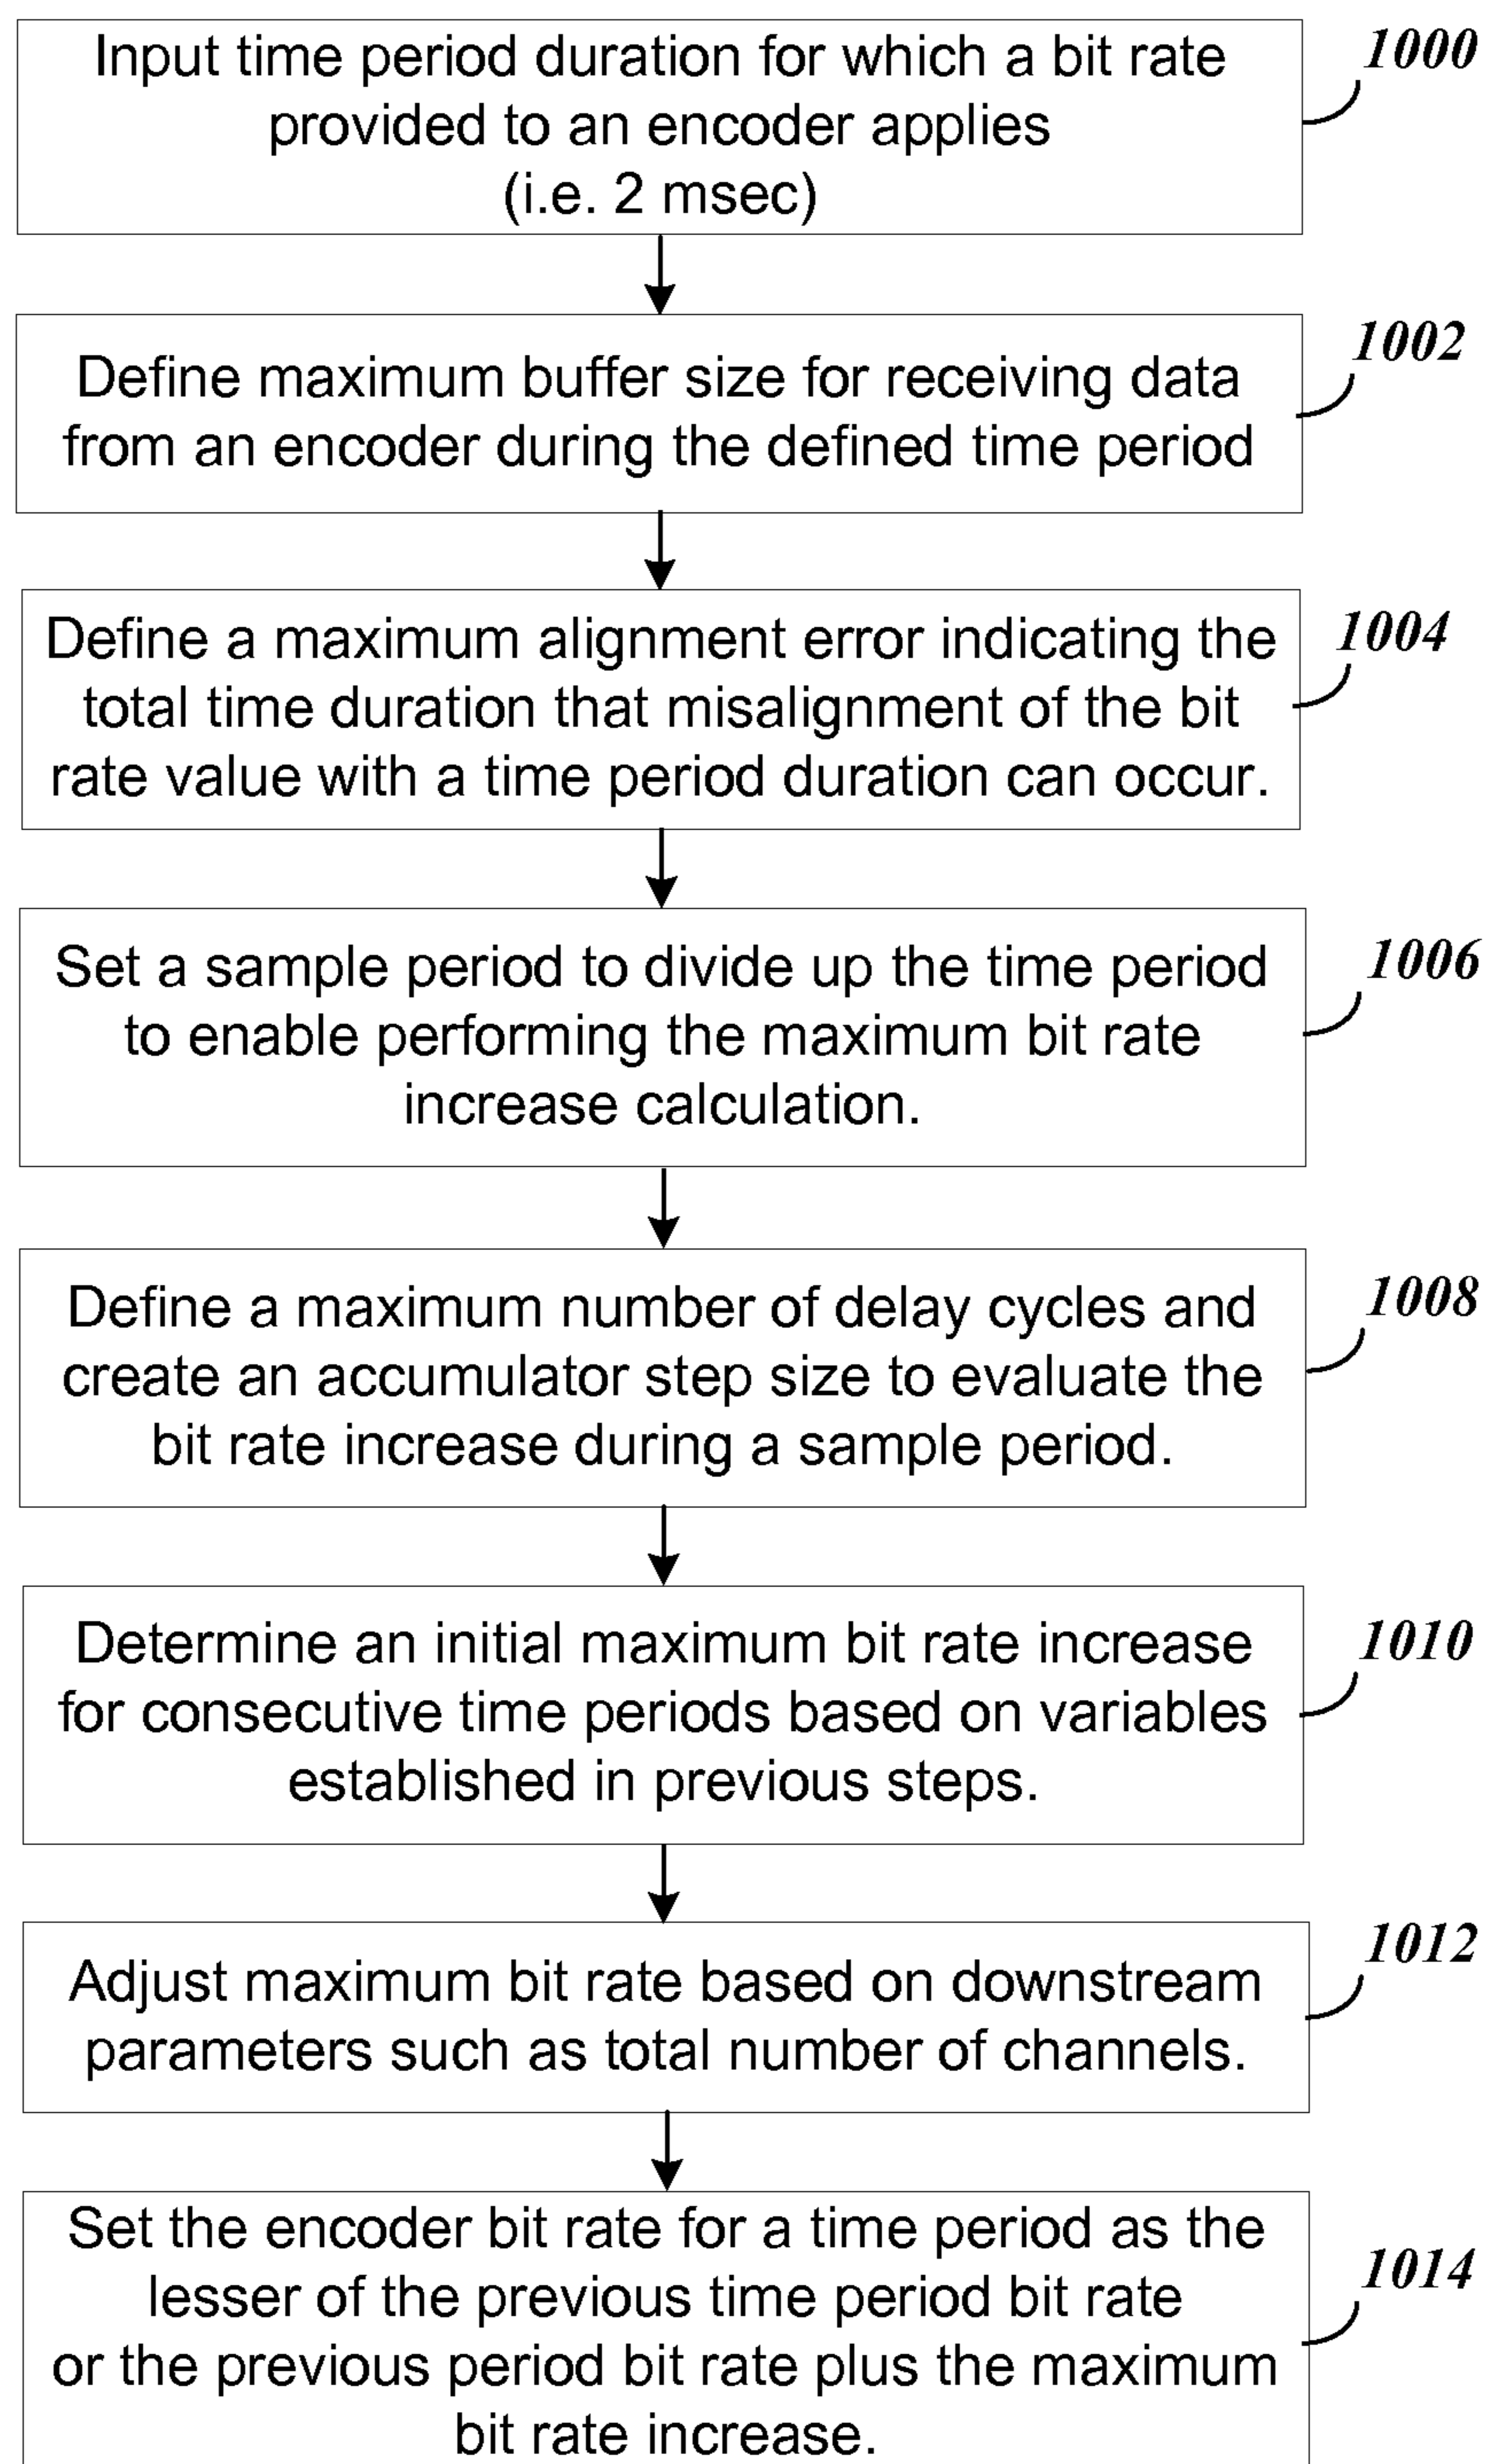 Input time period duration for which a bit rate
provided to an encoder applies
(i.e. 2 msec)
1000
Define maximum buffer size for receiving data
from an encoder during the defined time period
1002
Define a maximum alignment error indicating the
total time duration that misalignment of the bit
rate value with a time period duration can occur.
1004
Set a sample period to divide up the time period
to enable performing the maximum bit rate
increase calculation.
1006
Define a maximum number of delay cycles and
create an accumulator step size to evaluate the
bit rate increase during a sample period.
1008
Determine an initial maximum bit rate increase
for consecutive time periods based on variables
established in previous steps.
1010
Adjust maximum bit rate based on downstream
parameters such as total number of channels.
1012
Set the encoder bit rate for a time period as the
lesser of the previous time period bit rate
or the previous period bit rate plus the maximum
bit rate increase.
1014